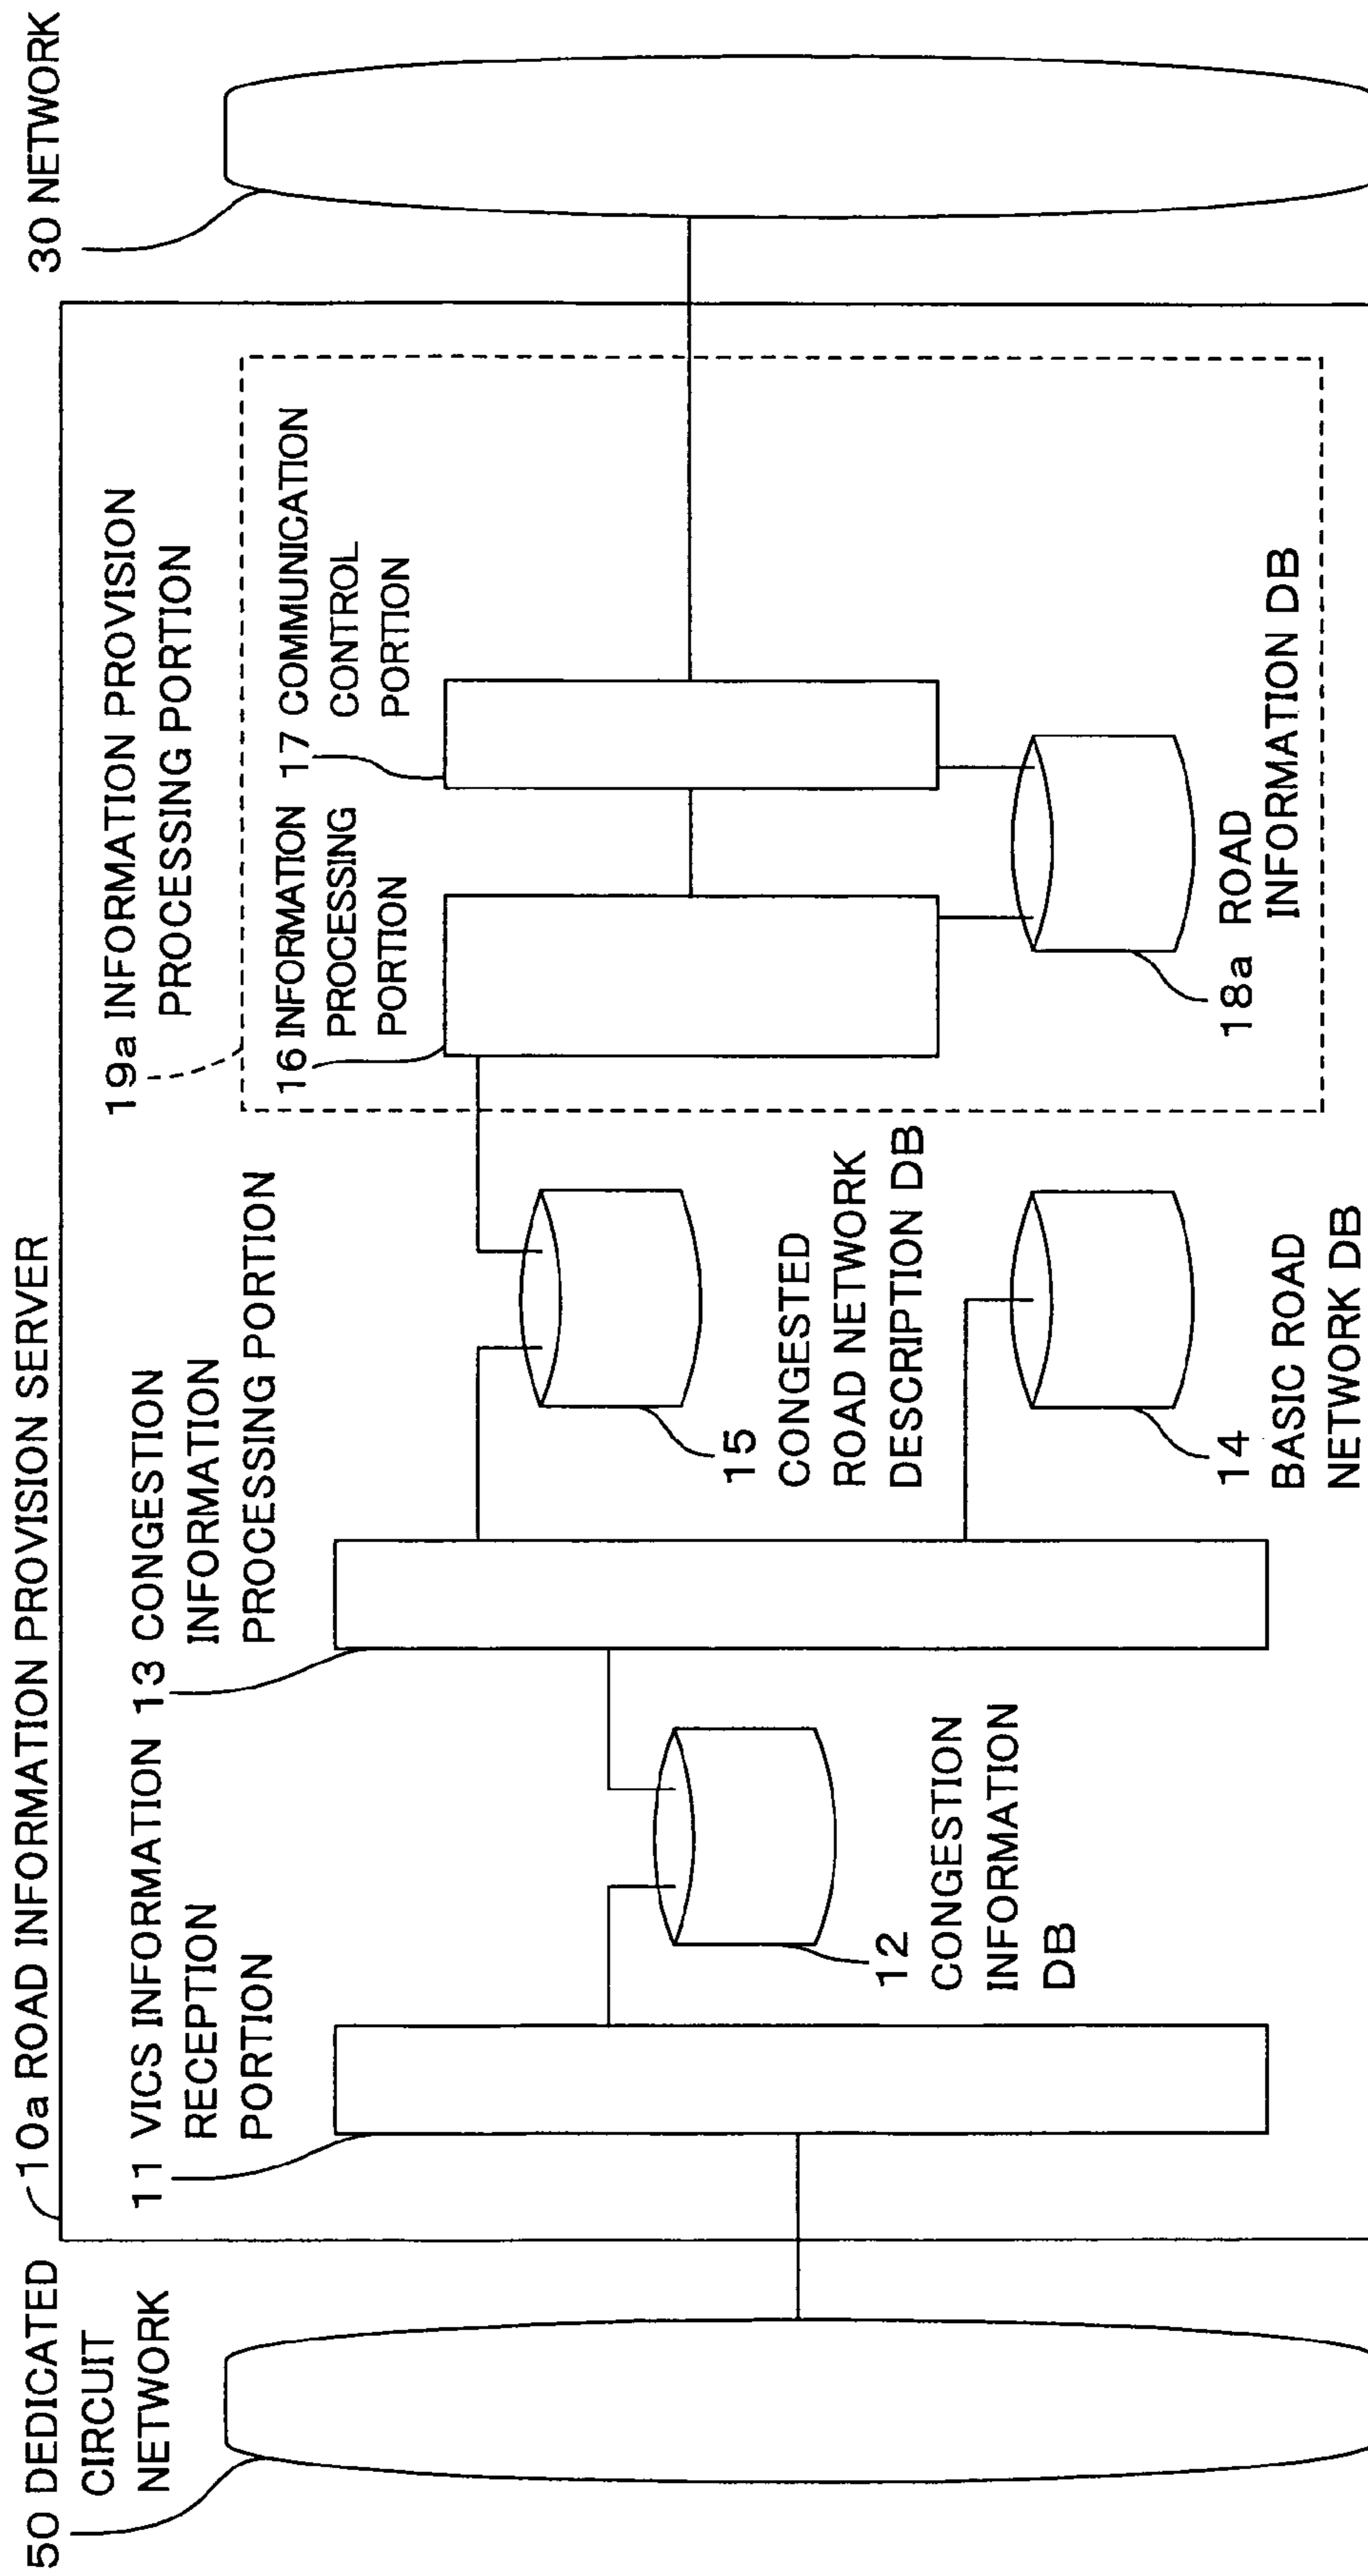 50 DEDICATED
CIRCUIT
NETWORK
10a ROAD INFORMATION PROVISION SERVER
11 VICS INFORMATION
RECEPTION
PORTION
12
CONGESTION
INFORMATION
DB
13 CONGESTION
INFORMATION
PROCESSING PORTION
15
CONGESTED
ROAD NETWORK
DESCRIPTION DB
14
BASIC ROAD
NETWORK DB
19a INFORMATION PROVISION
PROCESSING PORTION
16 INFORMATION
PROCESSING
PORTION
17 COMMUNICATION
CONTROL
PORTION
18a ROAD
INFORMATION DB
30 NETWORK